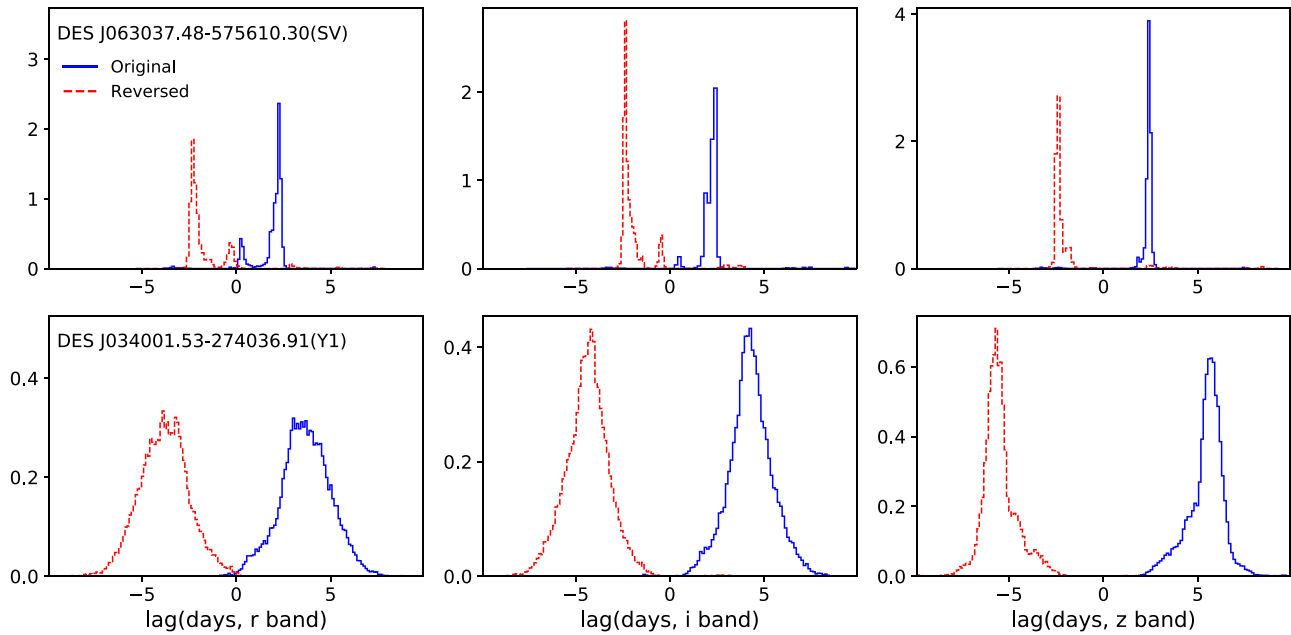 DES J063037.48-575610.30(SV)
Original
Reversed
3
2
1
0
−5 0 5
2
1
0
−5 0 5
4
2
0
−5 0 5
DES J034001.53-274036.91(Y1)
0.4
0.2
0.0
−5 0 5
lag(days, r band)
0.4
0.2
0.0
−5 0 5
lag(days, i band)
0.6
0.4
0.2
0.0
−5 0 5
lag(days, z band)